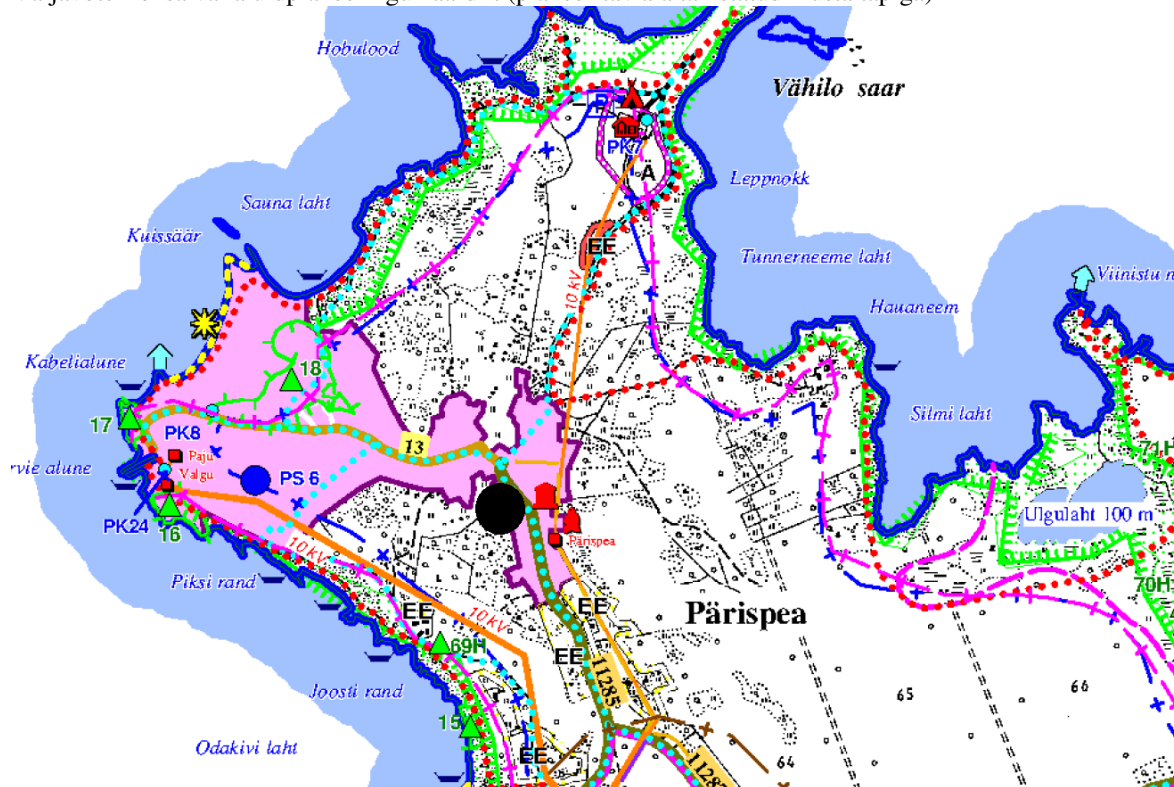 Hobulood
Vähilo saar
P
PK7
A
Leppnokk
Sauna laht
Kuissäär
EE
Tunnerneeme laht
Viinistu n
10 kV
Hauaneem
Kabelialune
18
17
PK8
13
Silmi laht
71H
Paju
rvie alune
Valgu
PS 6
PK24
16
Ulgulaht 100 m
Pärispea
10 kV
Piksi rand
70H
EE
10 kV
EE
Pärispea
69H
EE
11285
Joosti rand
65
66
15
Odakivi laht
EE
64